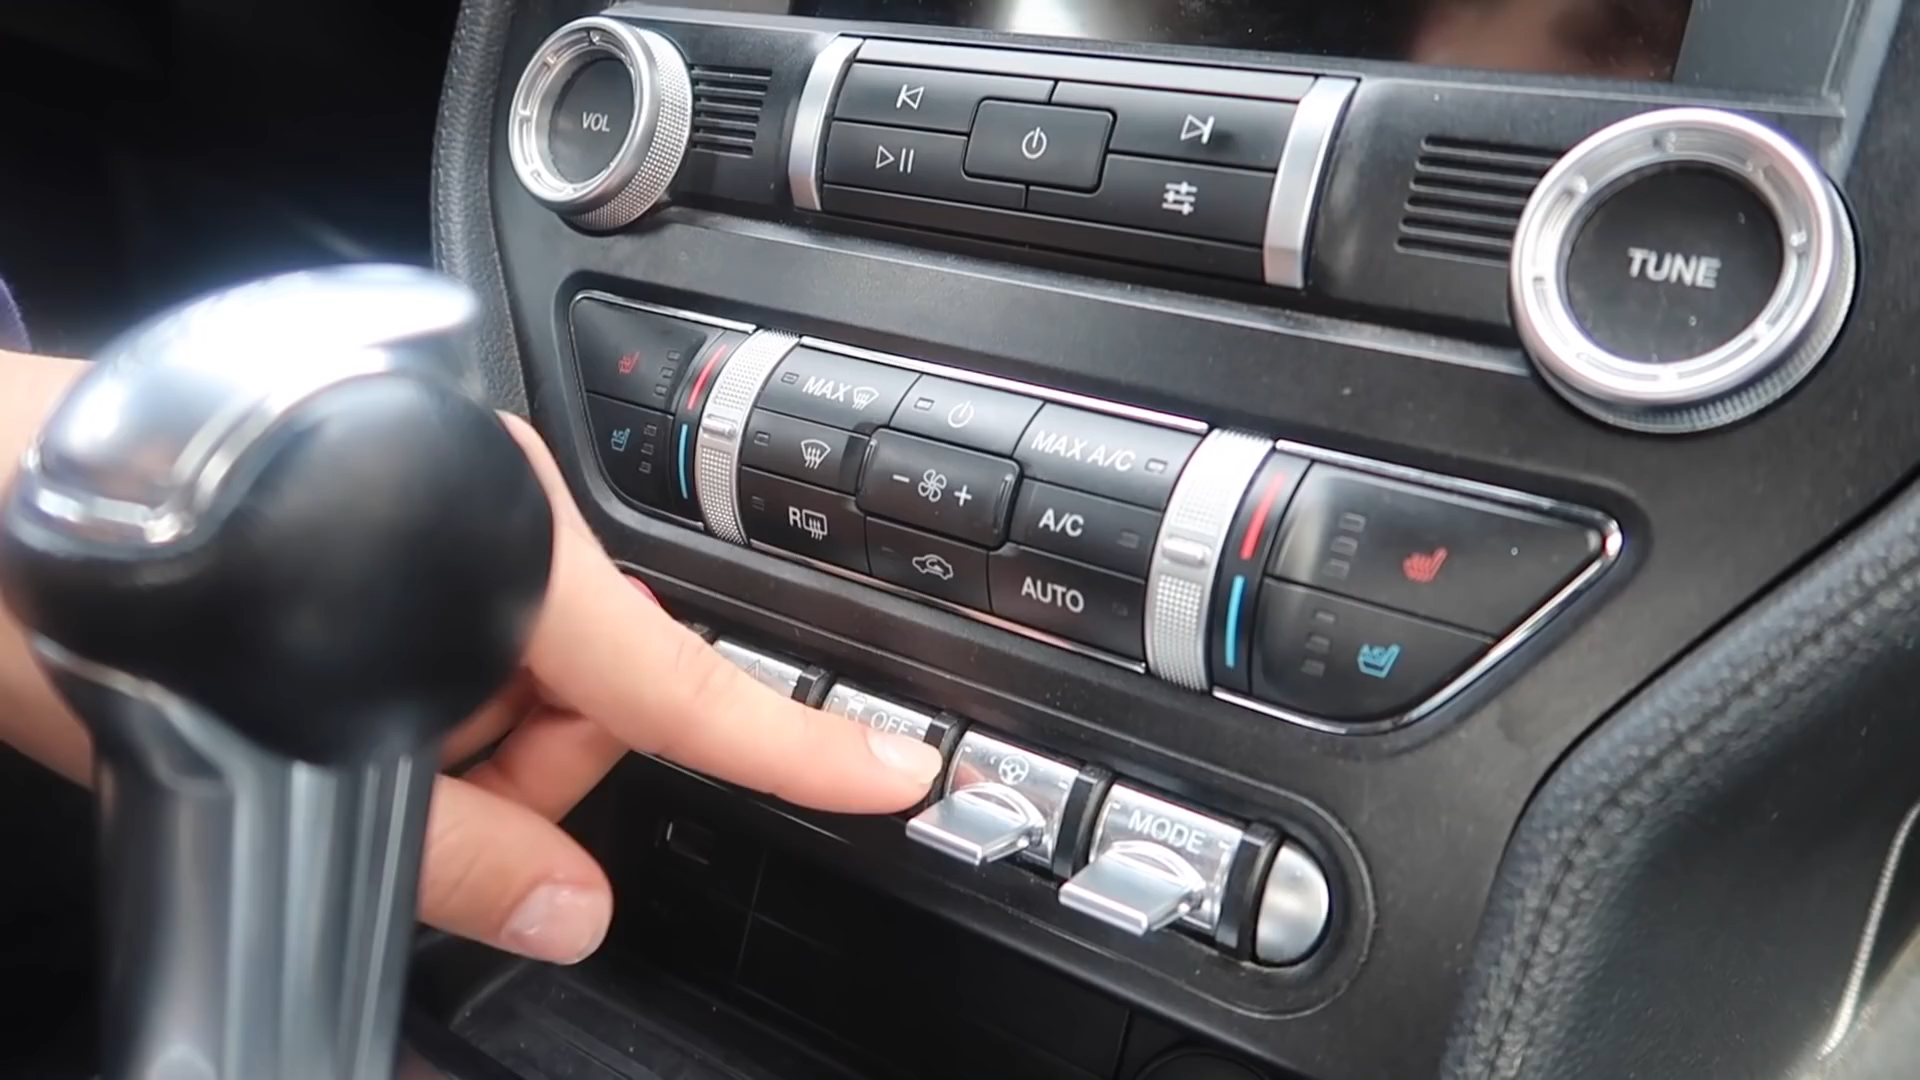 VOL
TUNE
MAX
MAX A/C
R
A/C
AUTO
OFF
MODE